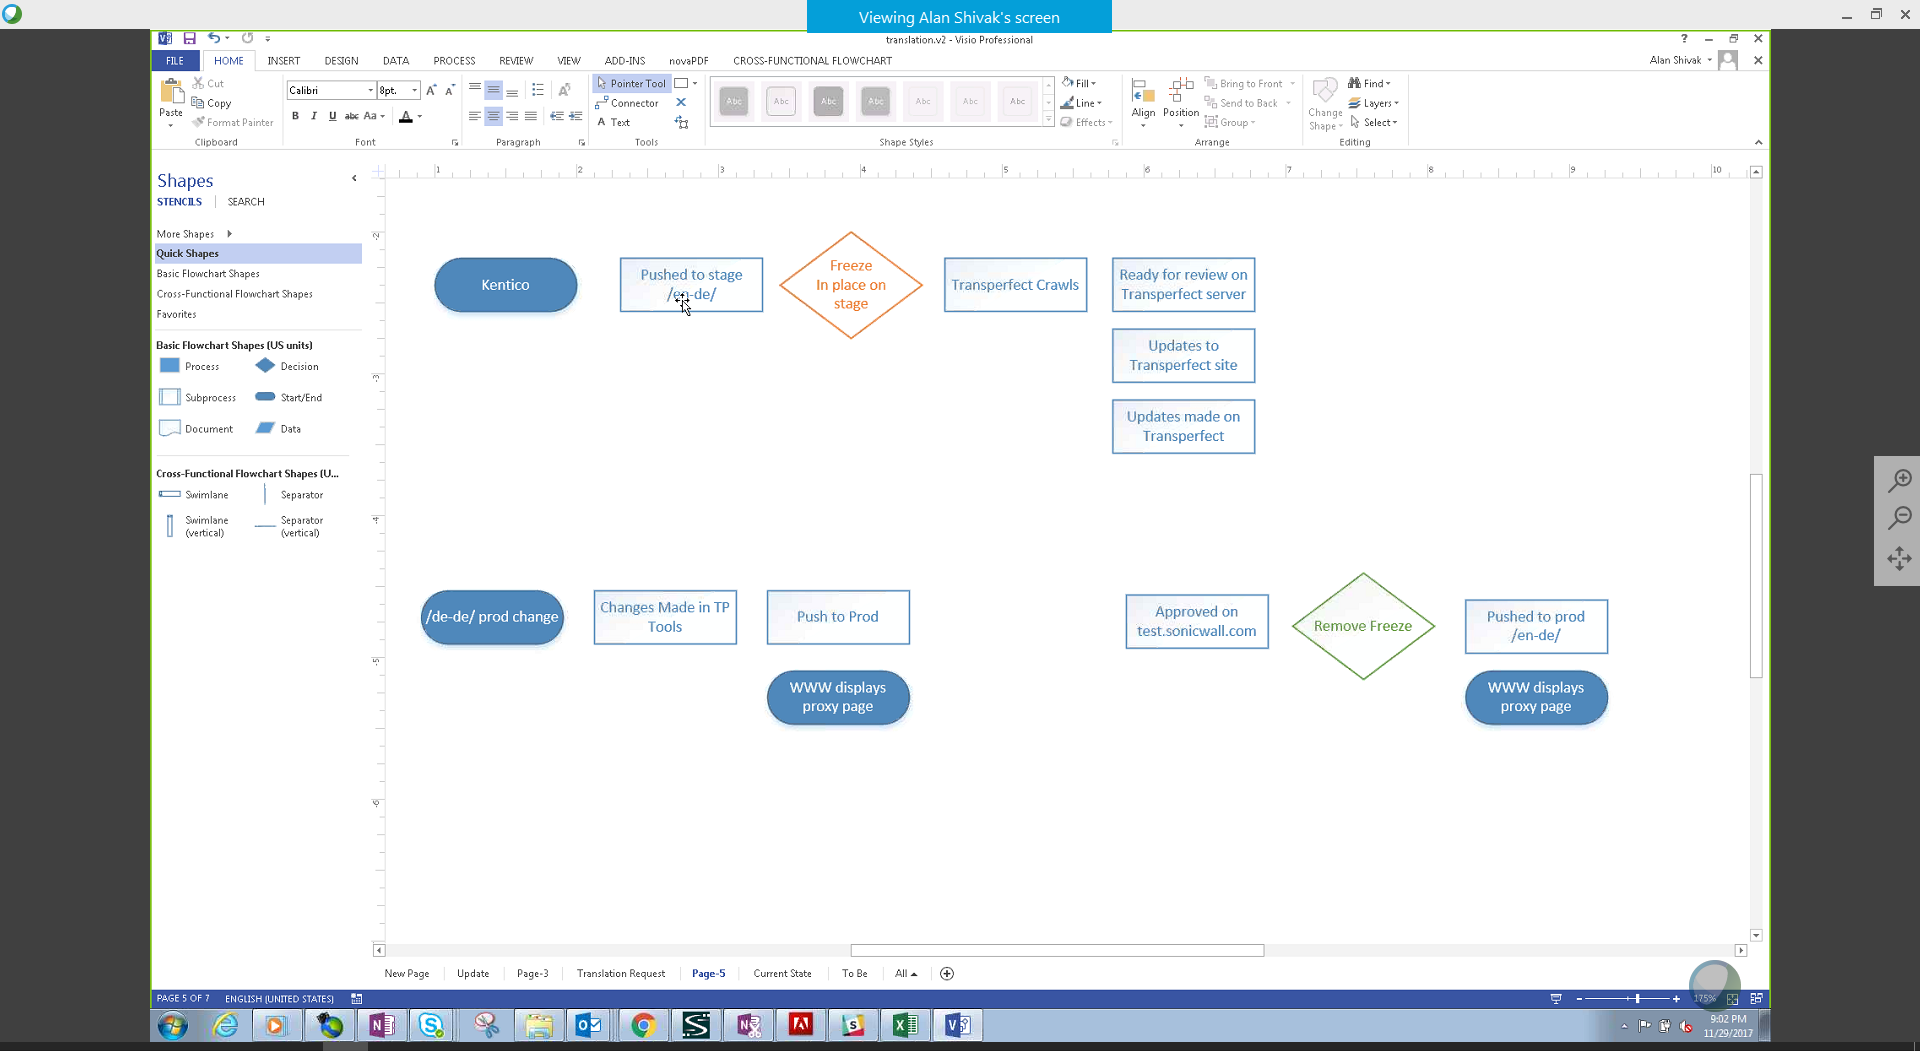 Viewing Alan Shivak's screen
translation.v2 - Visio Professional
FILE HOME INSERT DESIGN DATA PROCESS REVIEW VIEW ADD-INS novaPDF CROSS-FUNCTIONAL FLOWCHART
Alan Shivak
Paste
Cut
Copy
Format Painter
Clipboard
Calibri
8pt.
B I U abc Aa A
Font
Paragraph
Pointer Tool
Connector
A Text
Tools
Abc Abc Abc Abc Abc Abc Abc
Shape Styles
Fill
Line
Effects
Align
Position
Bring to Front
Send to Back
Group
Arrange
Change
Shape
Find
Layers
Select
Editing
Shapes
STENCILS
SEARCH
More Shapes
Quick Shapes
Basic Flowchart Shapes
Cross-Functional Flowchart Shapes
Favorites
Basic Flowchart Shapes (US units)
Process
Decision
Subprocess
Start/End
Document
Data
Cross-Functional Flowchart Shapes (U...
Swimlane
Separator
Swimlane
(vertical)
Separator
(vertical)
1 2 3 4 5 6 7 8 9 10
Kentico
Pushed to stage
/en-de/
Freeze
In place on
stage
Transperfect Crawls
Ready for review on
Transperfect server
Updates to
Transperfect site
Updates made on
Transperfect
/de-de/ prod change
Changes Made in TP
Tools
Push to Prod
WWW displays
proxy page
Approved on
test.sonicwall.com
Remove Freeze
Pushed to prod
/en-de/
WWW displays
proxy page
New Page Update Page-3 Translation Request Page-5 Current State To Be All
PAGE 5 OF 7 ENGLISH (UNITED STATES)
175%
9:02 PM
11/29/2017